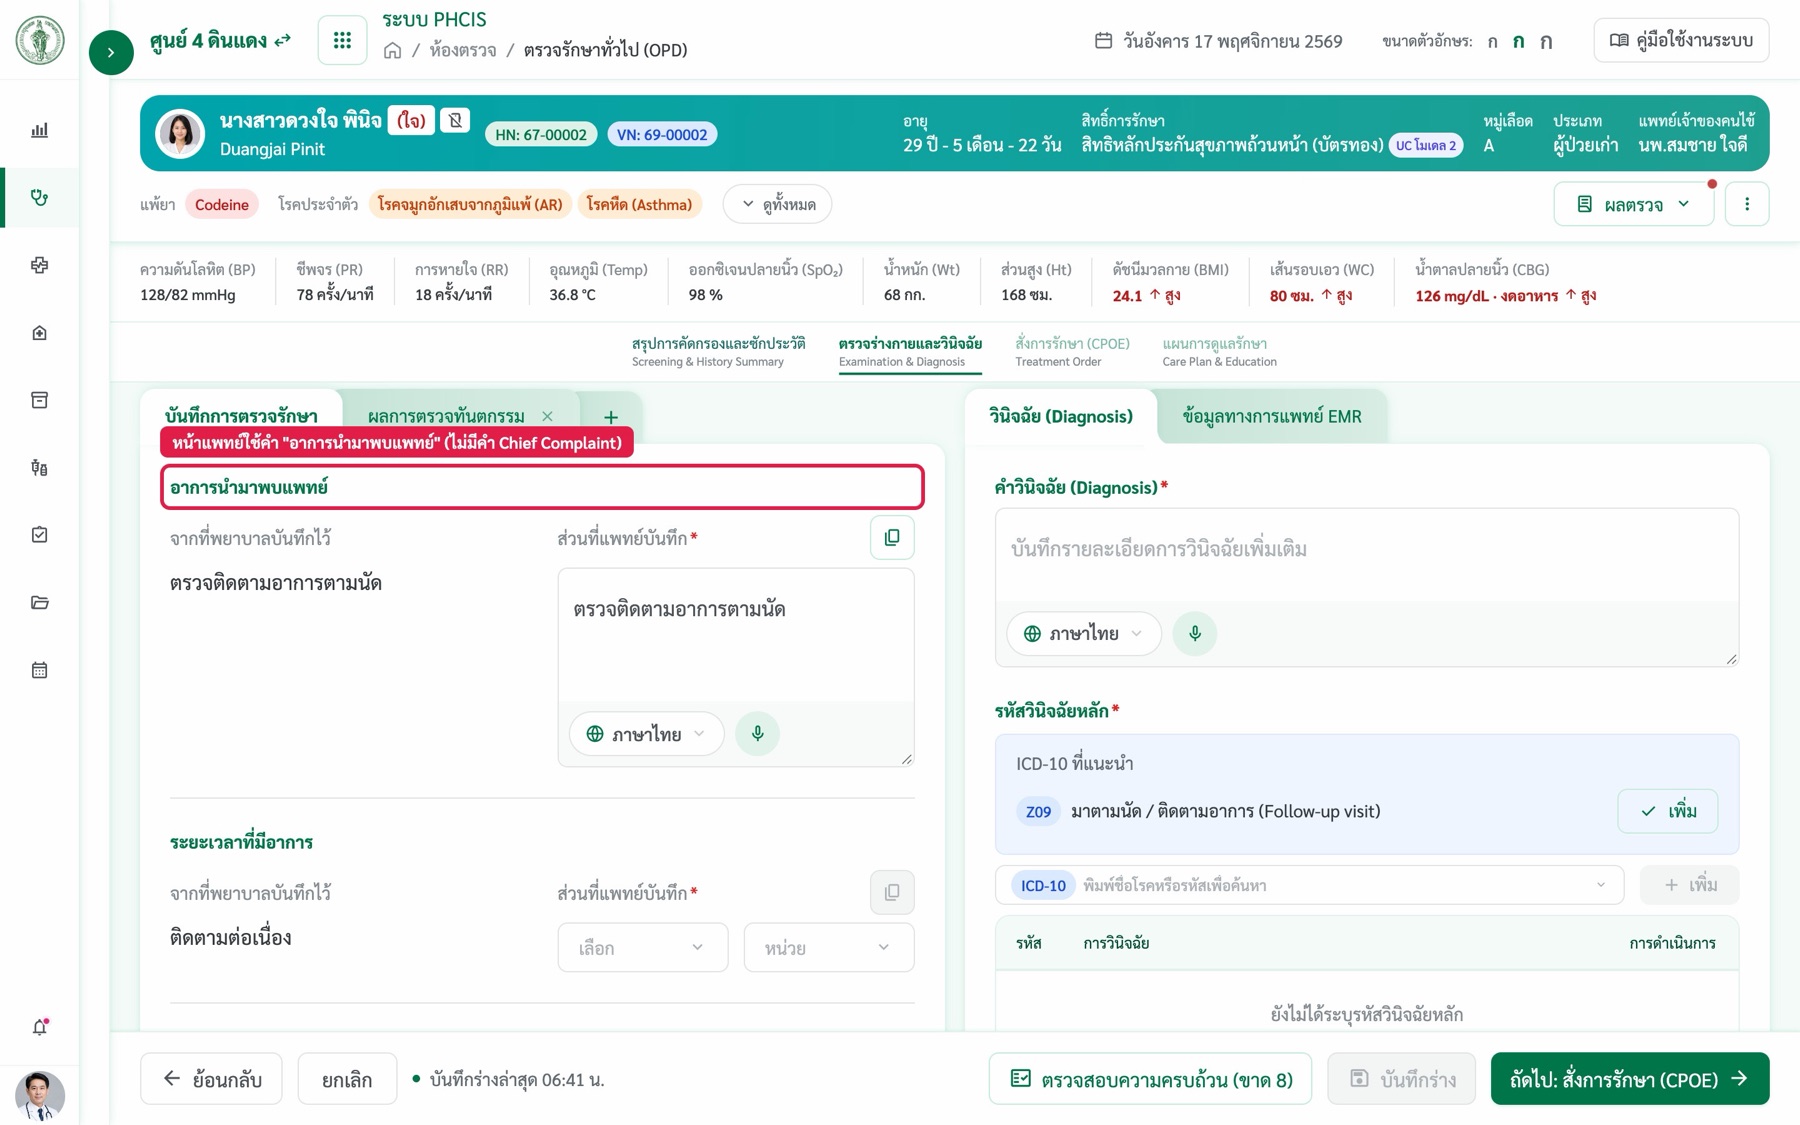 ศูนย์ 4 ดินแดง
ระบบ PHCIS
/ ห้องตรวจ / ตรวจรักษาทั่วไป (OPD)
วันอังคาร 17 พฤศจิกายน 2569
ขนาดตัวอักษร: ก ก ก
คู่มือใช้งานระบบ
นางสาวดวงใจ พินิจ (ใจ)
Duangjai Pinit
HN: 67-00002
VN: 69-00002
อายุ
29 ปี - 5 เดือน - 22 วัน
สิทธิ์การรักษา
สิทธิหลักประกันสุขภาพถ้วนหน้า (บัตรทอง) UC โมเดล 2
หมู่เลือด
A
ประเภท
ผู้ป่วยเก่า
แพทย์เจ้าของคนไข้
นพ.สมชาย ใจดี
แพ้ยา Codeine โรคประจำตัว โรคจมูกอักเสบจากภูมิแพ้ (AR) โรคหืด (Asthma) ดูทั้งหมด
ผลตรวจ
ความดันโลหิต (BP)
128/82 mmHg
ชีพจร (PR)
78 ครั้ง/นาที
การหายใจ (RR)
18 ครั้ง/นาที
อุณหภูมิ (Temp)
36.8 °C
ออกซิเจนปลายนิ้ว (SpO₂)
98 %
น้ำหนัก (Wt)
68 กก.
ส่วนสูง (Ht)
168 ซม.
ดัชนีมวลกาย (BMI)
24.1 ↑ สูง
เส้นรอบเอว (WC)
80 ซม. ↑ สูง
น้ำตาลปลายนิ้ว (CBG)
126 mg/dL · งดอาหาร ↑ สูง
สรุปการคัดกรองและซักประวัติ
Screening & History Summary
ตรวจร่างกายและวินิจฉัย
Examination & Diagnosis
สั่งการรักษา (CPOE)
Treatment Order
แผนการดูแลรักษา
Care Plan & Education
บันทึกการตรวจรักษา
ผลการตรวจทันตกรรม ×
+
หน้าแพทย์ใช้คำ "อาการนำมาพบแพทย์" (ไม่มีคำ Chief Complaint)
อาการนำมาพบแพทย์
จากที่พยาบาลบันทึกไว้
ตรวจติดตามอาการตามนัด
ส่วนที่แพทย์บันทึก*
ตรวจติดตามอาการตามนัด
ภาษาไทย
ระยะเวลาที่มีอาการ
จากที่พยาบาลบันทึกไว้
ติดตามต่อเนื่อง
ส่วนที่แพทย์บันทึก*
เลือก
หน่วย
วินิจฉัย (Diagnosis)
ข้อมูลทางการแพทย์ EMR
คำวินิจฉัย (Diagnosis)*
บันทึกรายละเอียดการวินิจฉัยเพิ่มเติม
ภาษาไทย
รหัสวินิจฉัยหลัก*
ICD-10 ที่แนะนำ
Z09 มาตามนัด / ติดตามอาการ (Follow-up visit)
เพิ่ม
ICD-10 พิมพ์ชื่อโรคหรือรหัสเพื่อค้นหา
+ เพิ่ม
รหัส การวินิจฉัย การดำเนินการ
ยังไม่ได้ระบุรหัสวินิจฉัยหลัก
← ย้อนกลับ
ยกเลิก
บันทึกร่างล่าสุด 06:41 น.
ตรวจสอบความครบถ้วน (ขาด 8)
บันทึกร่าง
ถัดไป: สั่งการรักษา (CPOE) →